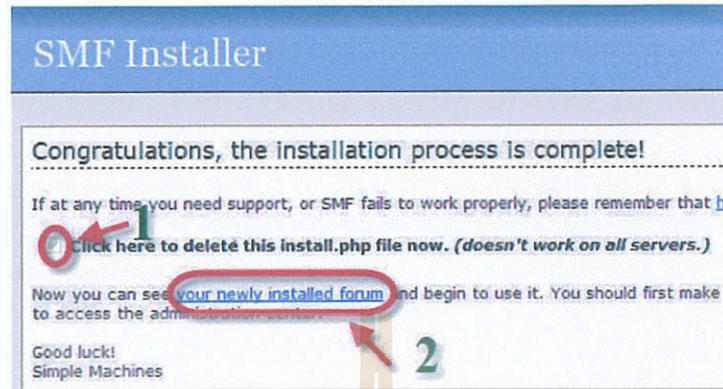 SMF Installer
Congratulations, the installation process is complete!
If at any time you need support, or SMF fails to work properly, please remember that
1
Click here to delete this install.php file now. (doesn't work on all servers.)
Now you can see your newly installed forum and begin to use it. You should first make
to access the administration center.
2
Good luck!
Simple Machines